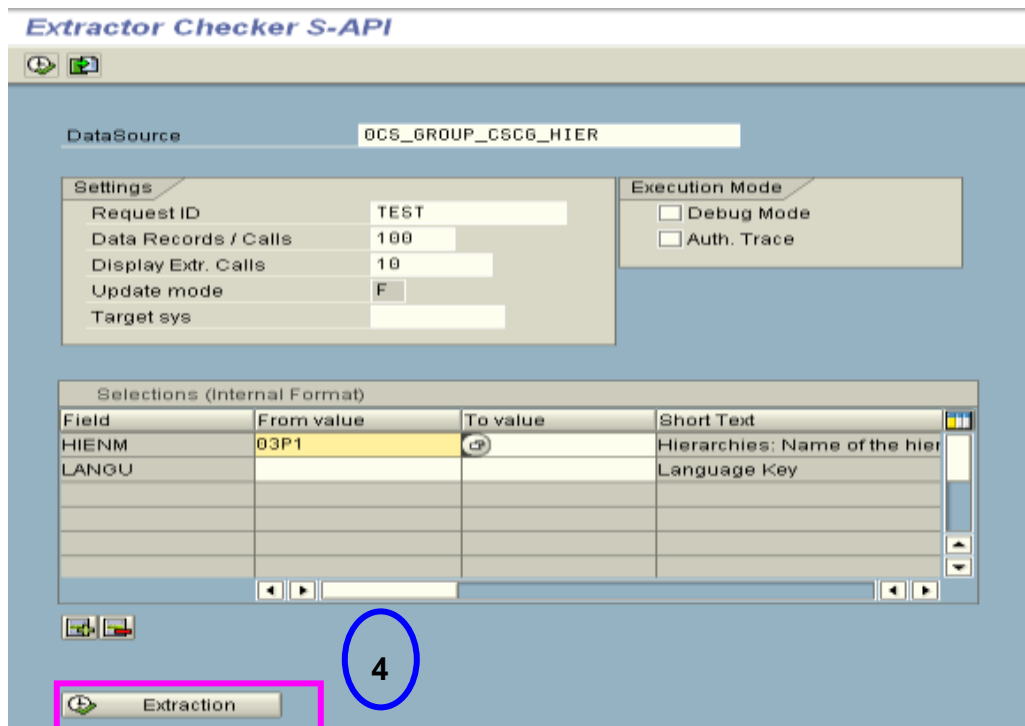 Extractor Checker S-API
DataSource 0CS_GROUP_CSCG_HIER
Settings
Execution Mode
Request ID TEST
Debug Mode
Data Records / Calls 100
Auth. Trace
Display Extr. Calls 10
Update mode F
Target sys
Selections (Internal Format)
Field From value To value Short Text
HIENM 03P1 Hierarchies: Name of the hier
LANGU Language Key
4
Extraction